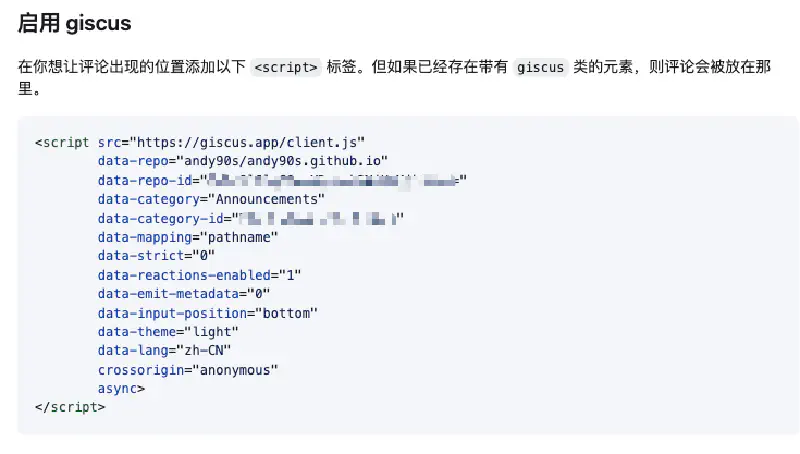 启用 giscus
在你想让评论出现的位置添加以下 <script> 标签。但如果已经存在带有 giscus 类的元素，则评论会被放在那
里。
<script src="https://giscus.app/client.js"
data-repo="andy90s/andy90s.github.io"
data-repo-id="
data-category="Announcements"
data-category-id="
data-mapping="pathname"
data-strict="0"
data-reactions-enabled="1"
data-emit-metadata="0"
data-input-position="bottom"
data-theme="light"
data-lang="zh-CN"
crossorigin="anonymous"
async>
</script>